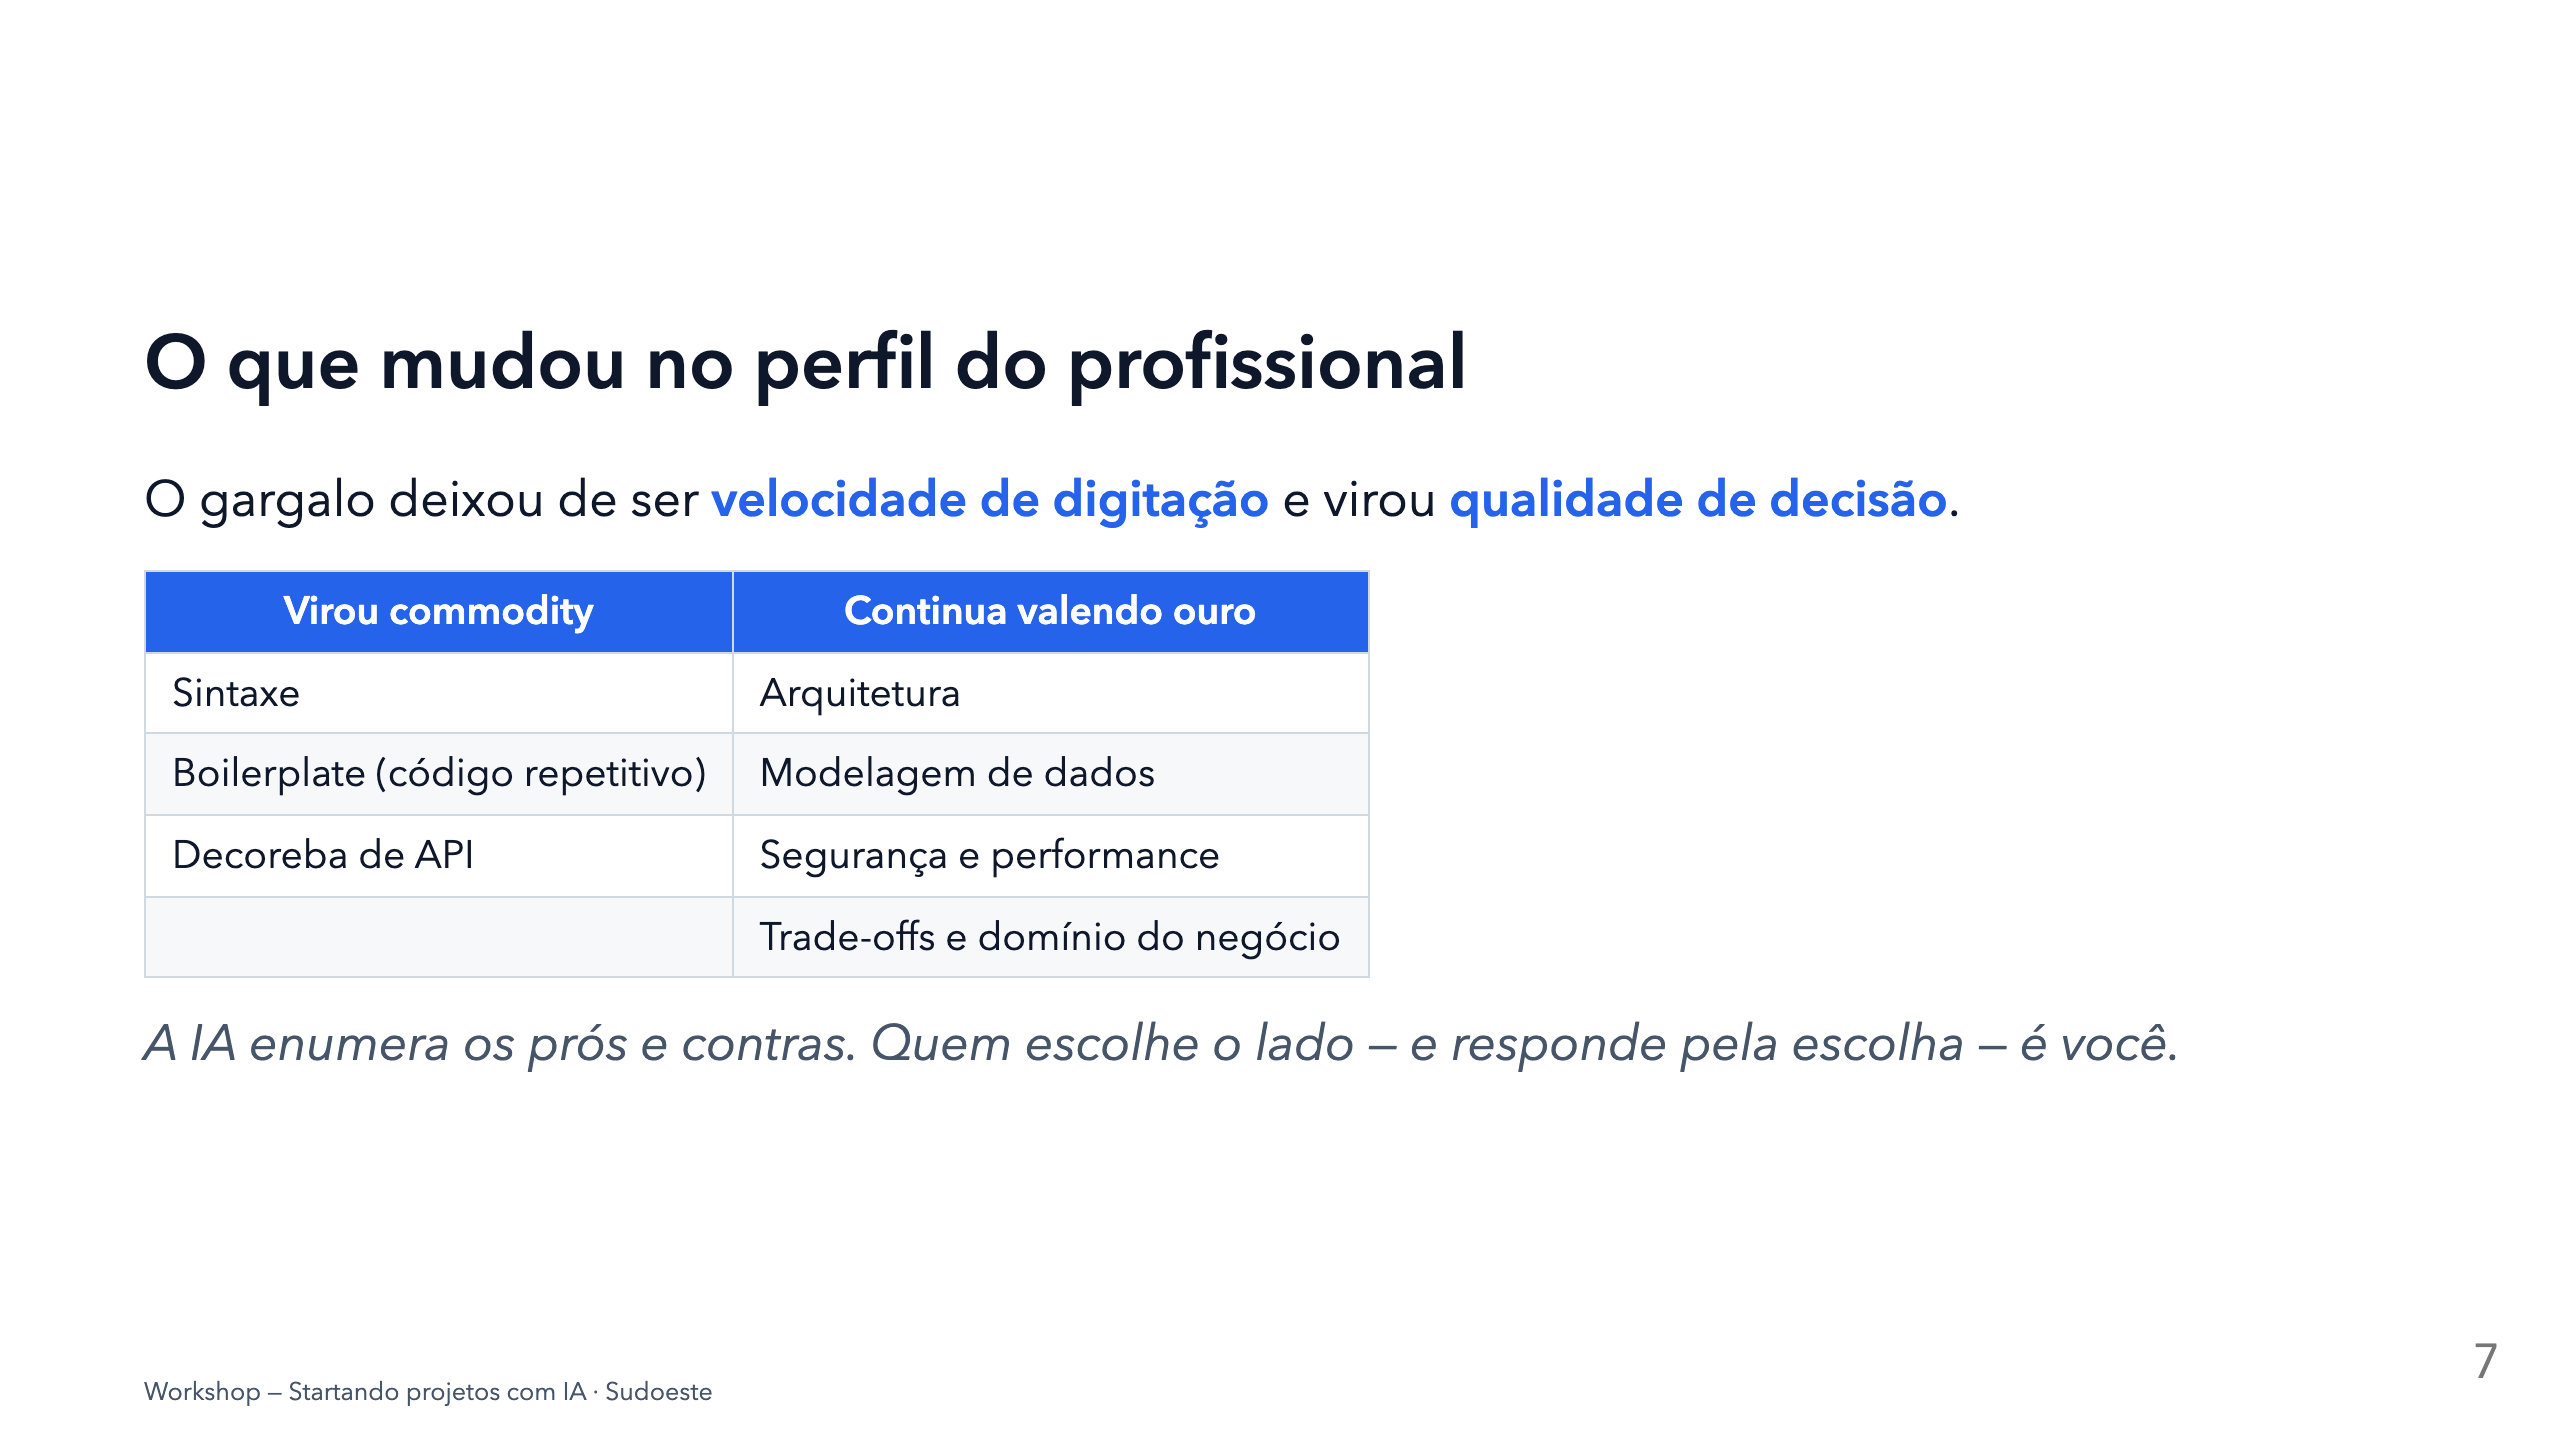 O que mudou no perfil do profissional
O gargalo deixou de ser velocidade de digitação e virou qualidade de decisão.
Virou commodity Continua valendo ouro
Sintaxe Arquitetura
Boilerplate (código repetitivo) Modelagem de dados
Decoreba de API Segurança e performance
Trade-offs e domínio do negócio
A IA enumera os prós e contras. Quem escolhe o lado – e responde pela escolha – é você.
Workshop – Startando projetos com IA · Sudoeste
7